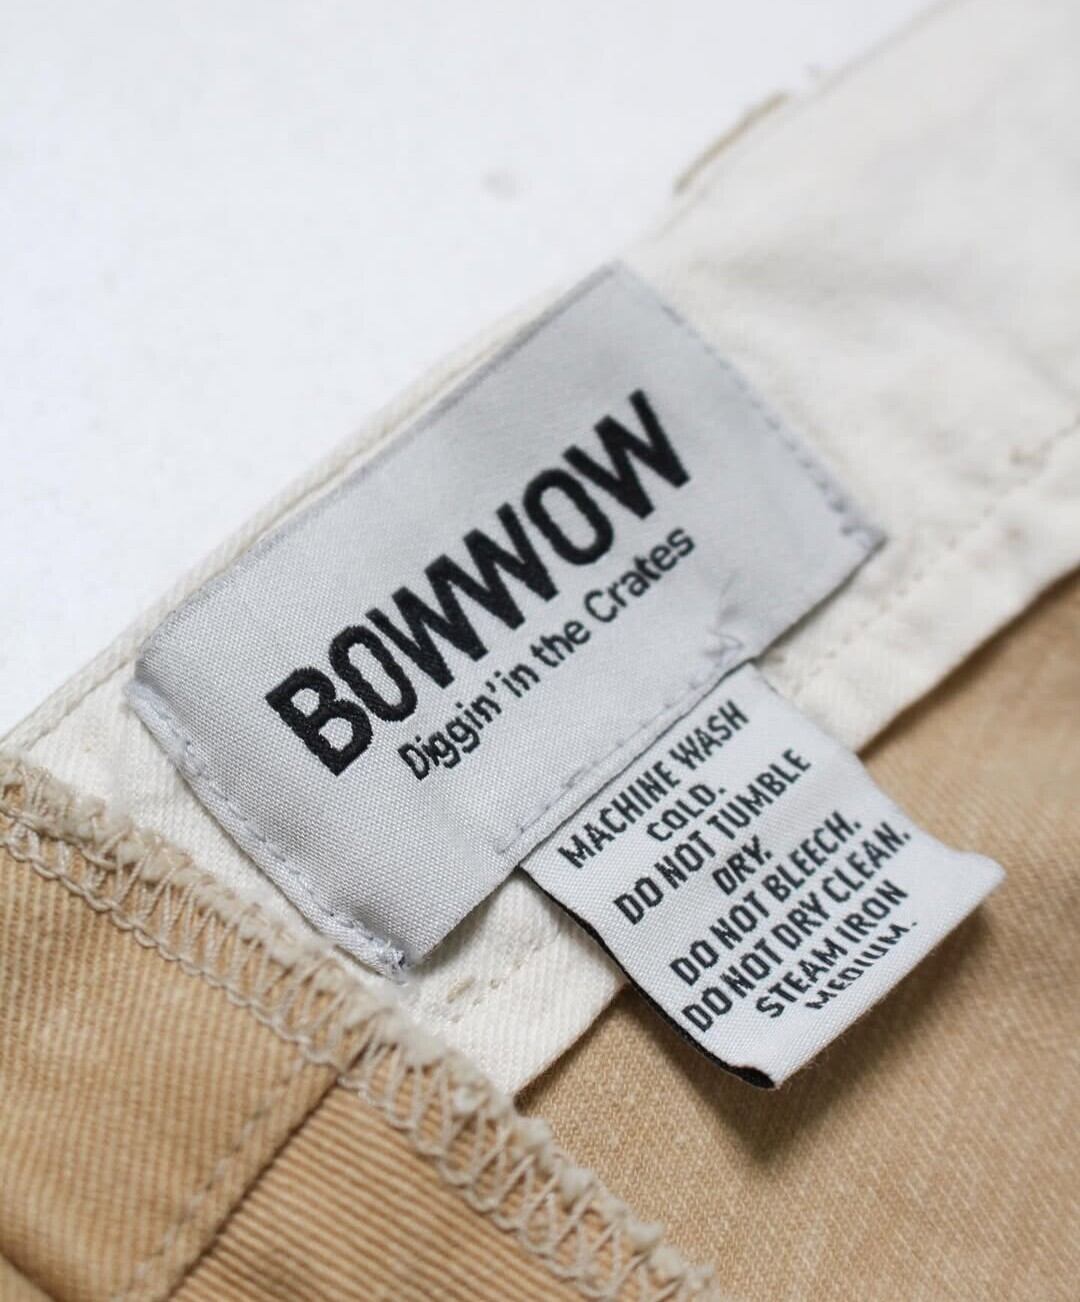 BOWWOW
Diggin' in the Crates
MACHINE WASH
COLD.
DO NOT TUMBLE
DRY.
DO NOT BLEECH.
DO NOT DRY CLEAN.
STEAM IRON
MEDIUM.